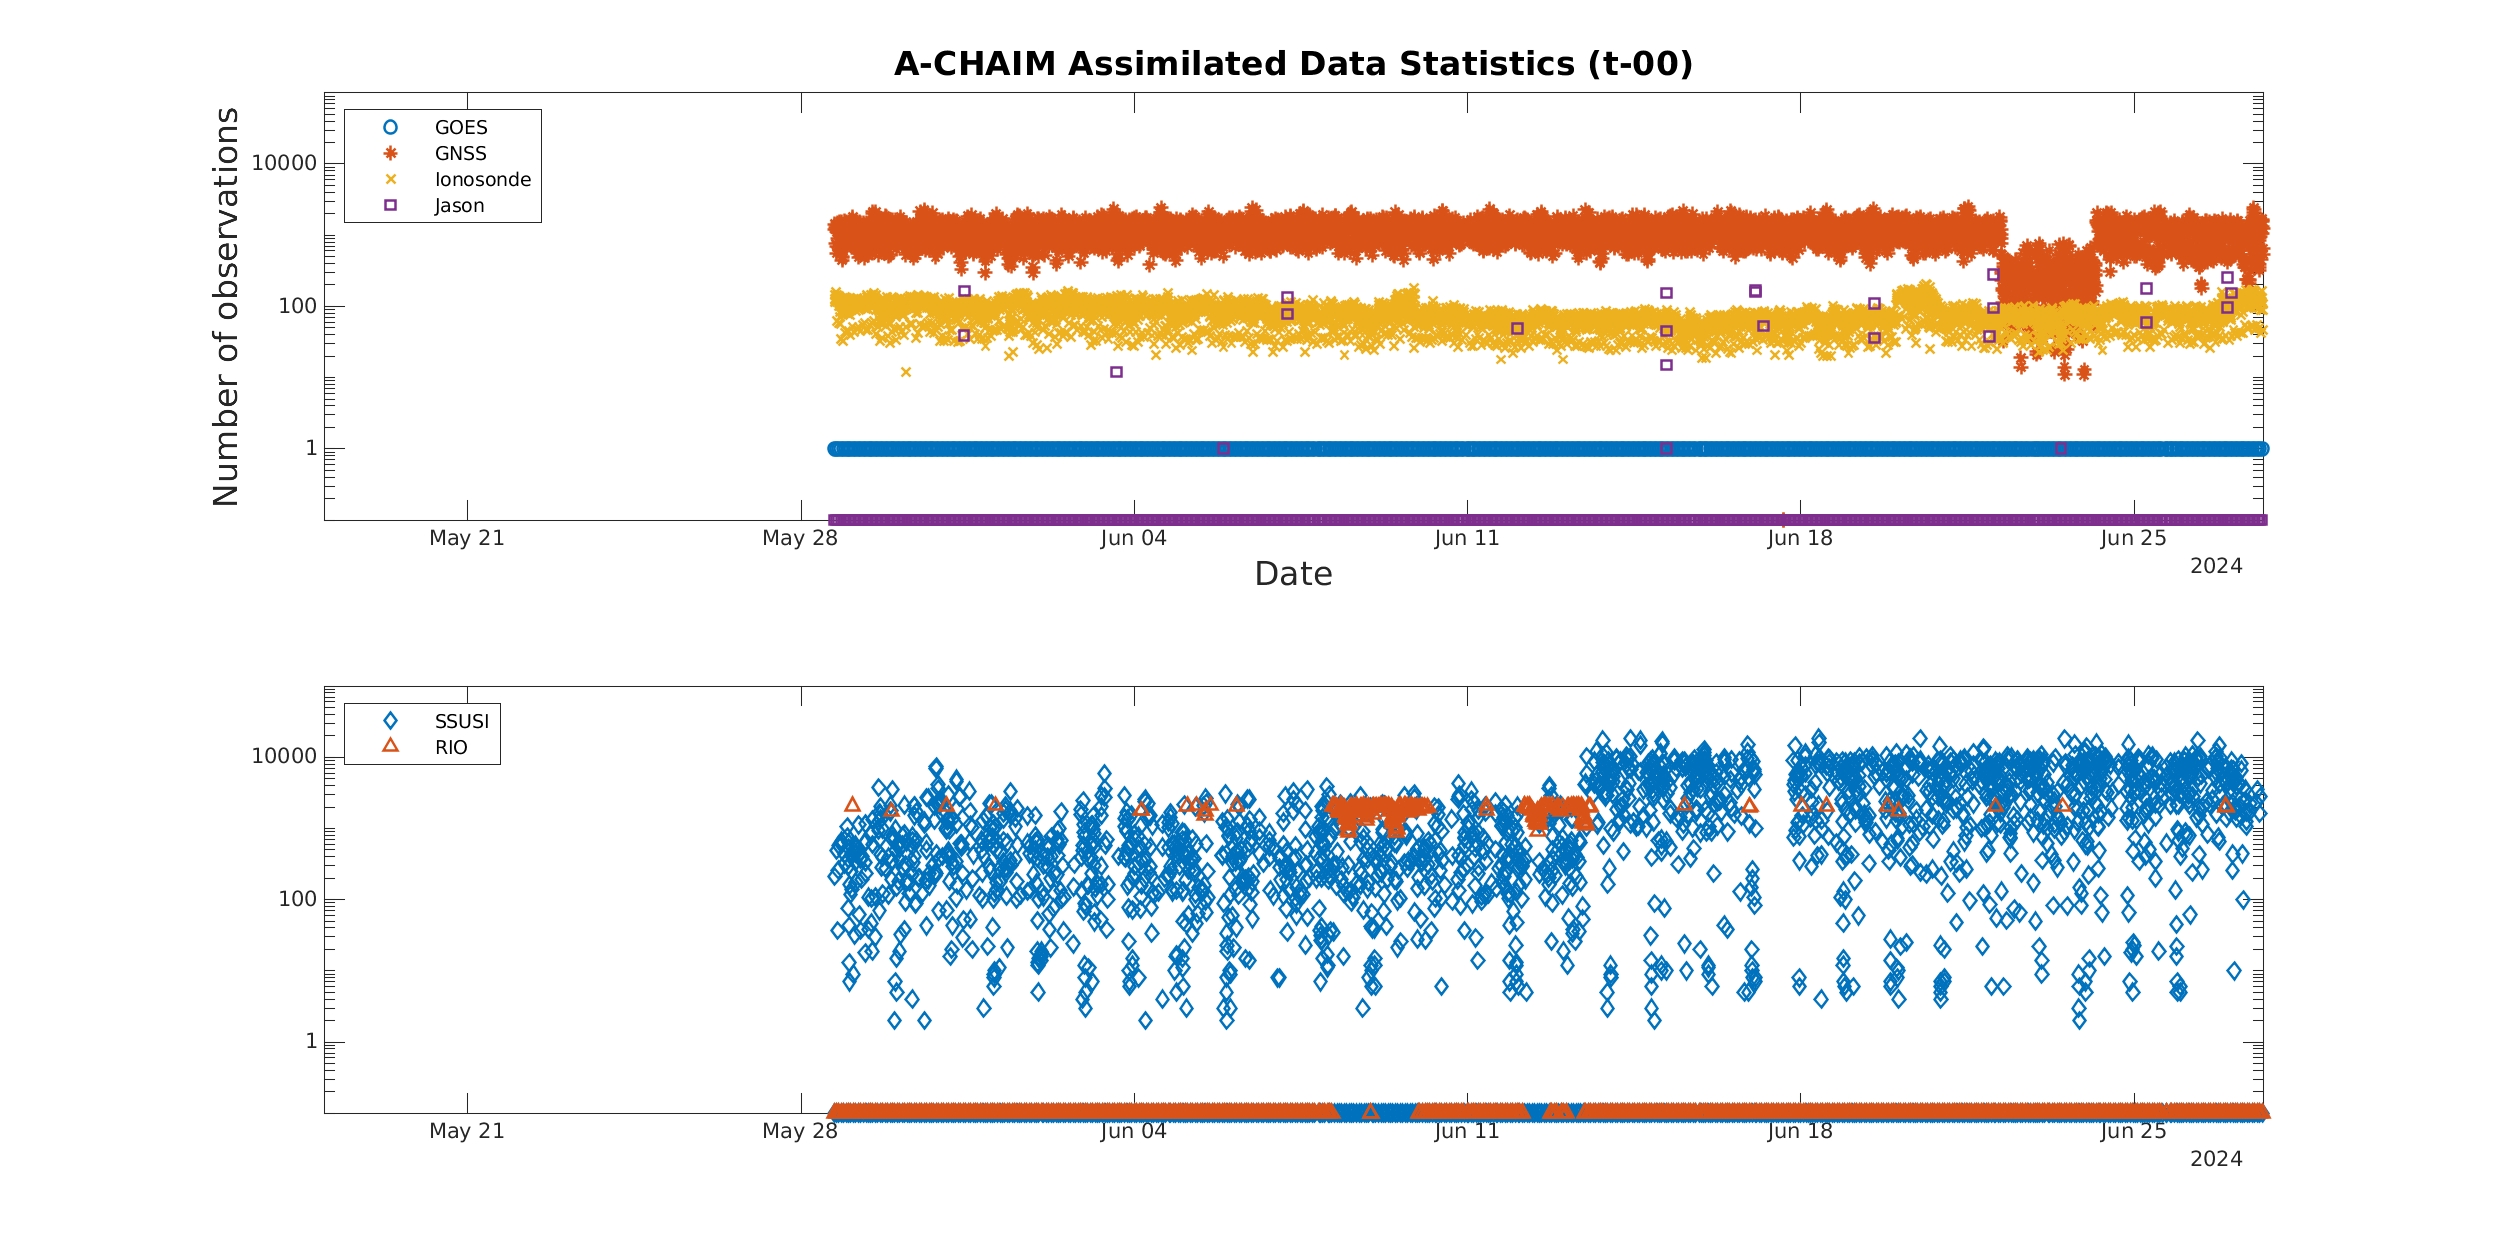 A-CHAIM Assimilated Data Statistics (t-00)
GOES
GNSS
Ionosonde
Jason
Number of observations
10000
100
1
May 21
May 28
Jun 04
Jun 11
Jun 18
Jun 25
2024
Date
SSUSI
RIO
10000
100
1
May 21
May 28
Jun 04
Jun 11
Jun 18
Jun 25
2024